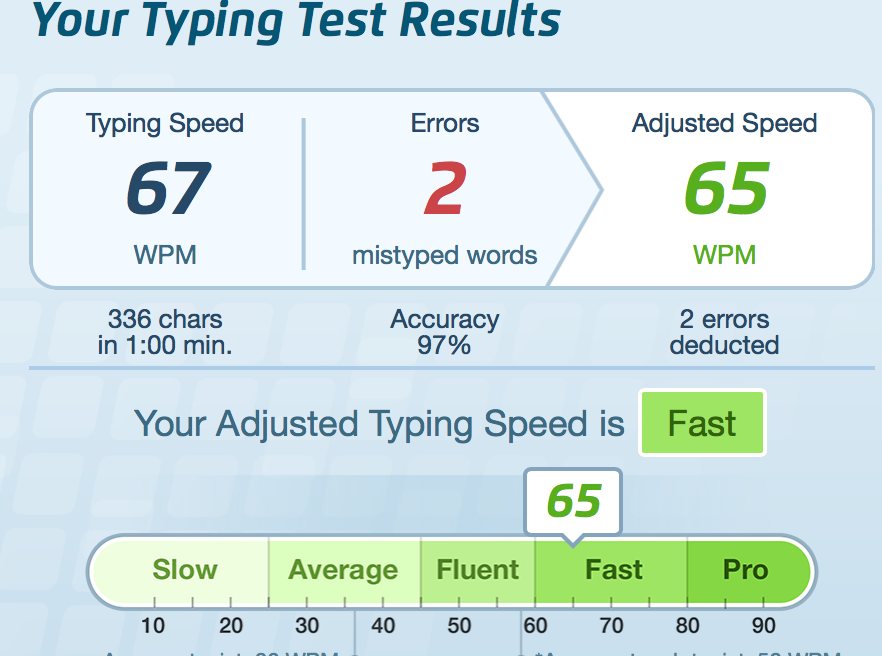 Your Typing Test Results
Typing Speed
Errors
Adjusted Speed
67
2
65
WPM
mistyped words
WPM
336 chars
in 1:00 min.
Accuracy
97%
2 errors
deducted
Your Adjusted Typing Speed is Fast
65
Slow Average Fluent Fast Pro
10 20 30 40 50 60 70 80 90